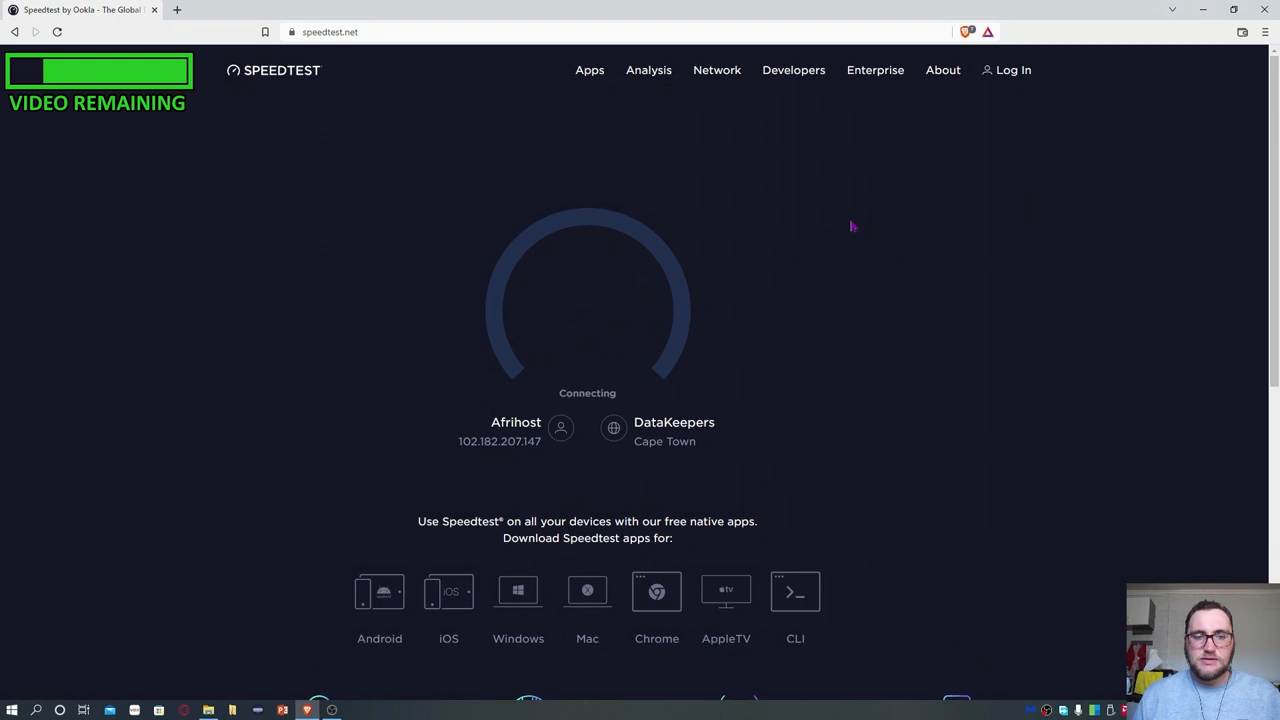 Speedtest by Ookla - The Global
speedtest.net
VIDEO REMAINING
SPEEDTEST
Apps
Analysis
Network
Developers
Enterprise
About
Log In
Connecting
Afrihost
102.182.207.147
DataKeepers
Cape Town
Use Speedtest® on all your devices with our free native apps.
Download Speedtest apps for:
android
iOS
tv
Android
iOS
Windows
Mac
Chrome
AppleTV
CLI